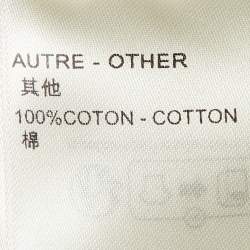 AUTRE - OTHER
其他
100%COTON - COTTON
棉